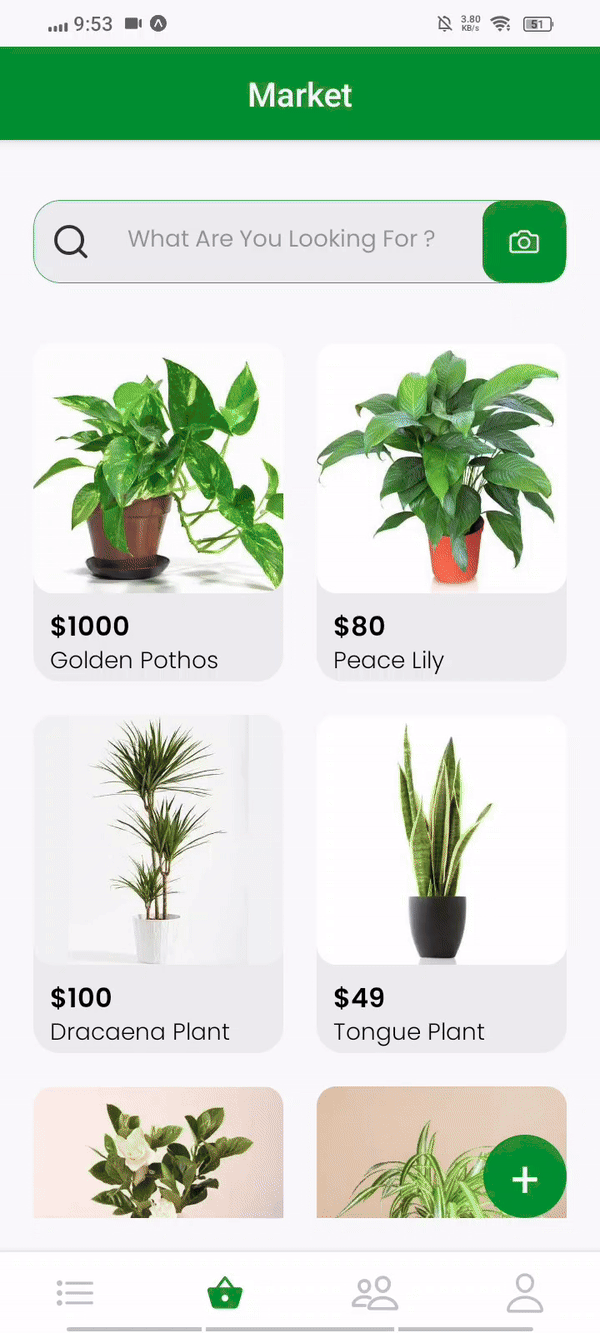 9:53
3.80
KB/s
51
Market
What Are You Looking For ?
$1000
Golden Pothos
$80
Peace Lily
$100
Dracaena Plant
$49
Tongue Plant